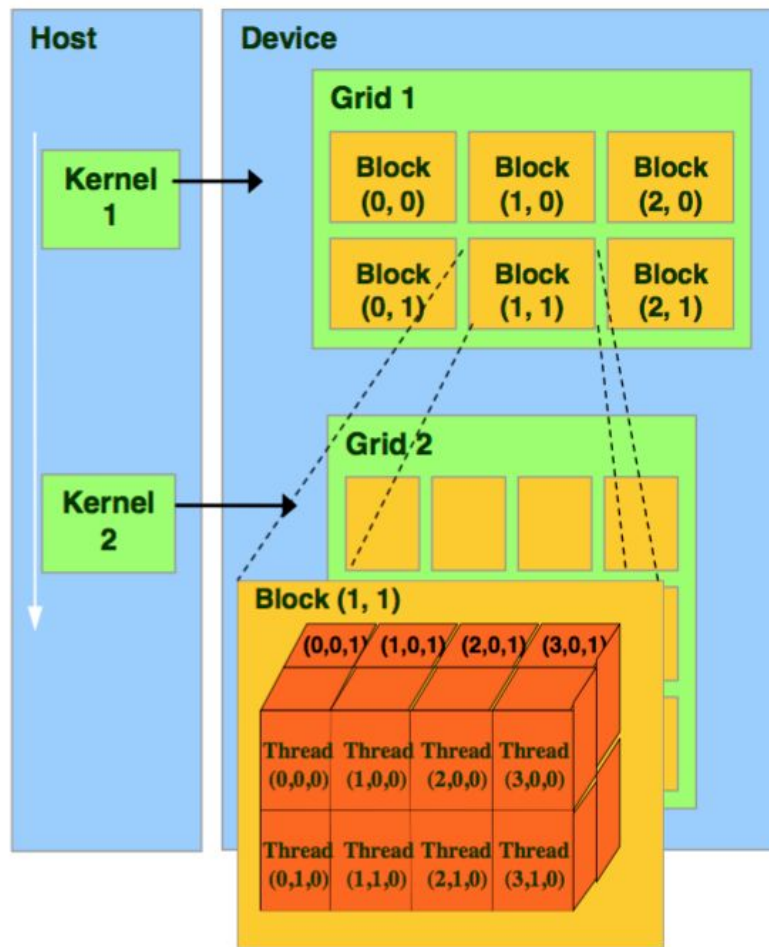 Host
Device
Grid 1
Kernel
1
Block
(0, 0)
Block
(1, 0)
Block
(2, 0)
Block
(0, 1)
Block
(1, 1)
Block
(2, 1)
Grid 2
Kernel
2
Block (1, 1)
(0,0,1) (1,0,1) (2,0,1) (3,0,1)
Thread
(0,0,0)
Thread
(1,0,0)
Thread
(2,0,0)
Thread
(3,0,0)
Thread
(0,1,0)
Thread
(1,1,0)
Thread
(2,1,0)
Thread
(3,1,0)